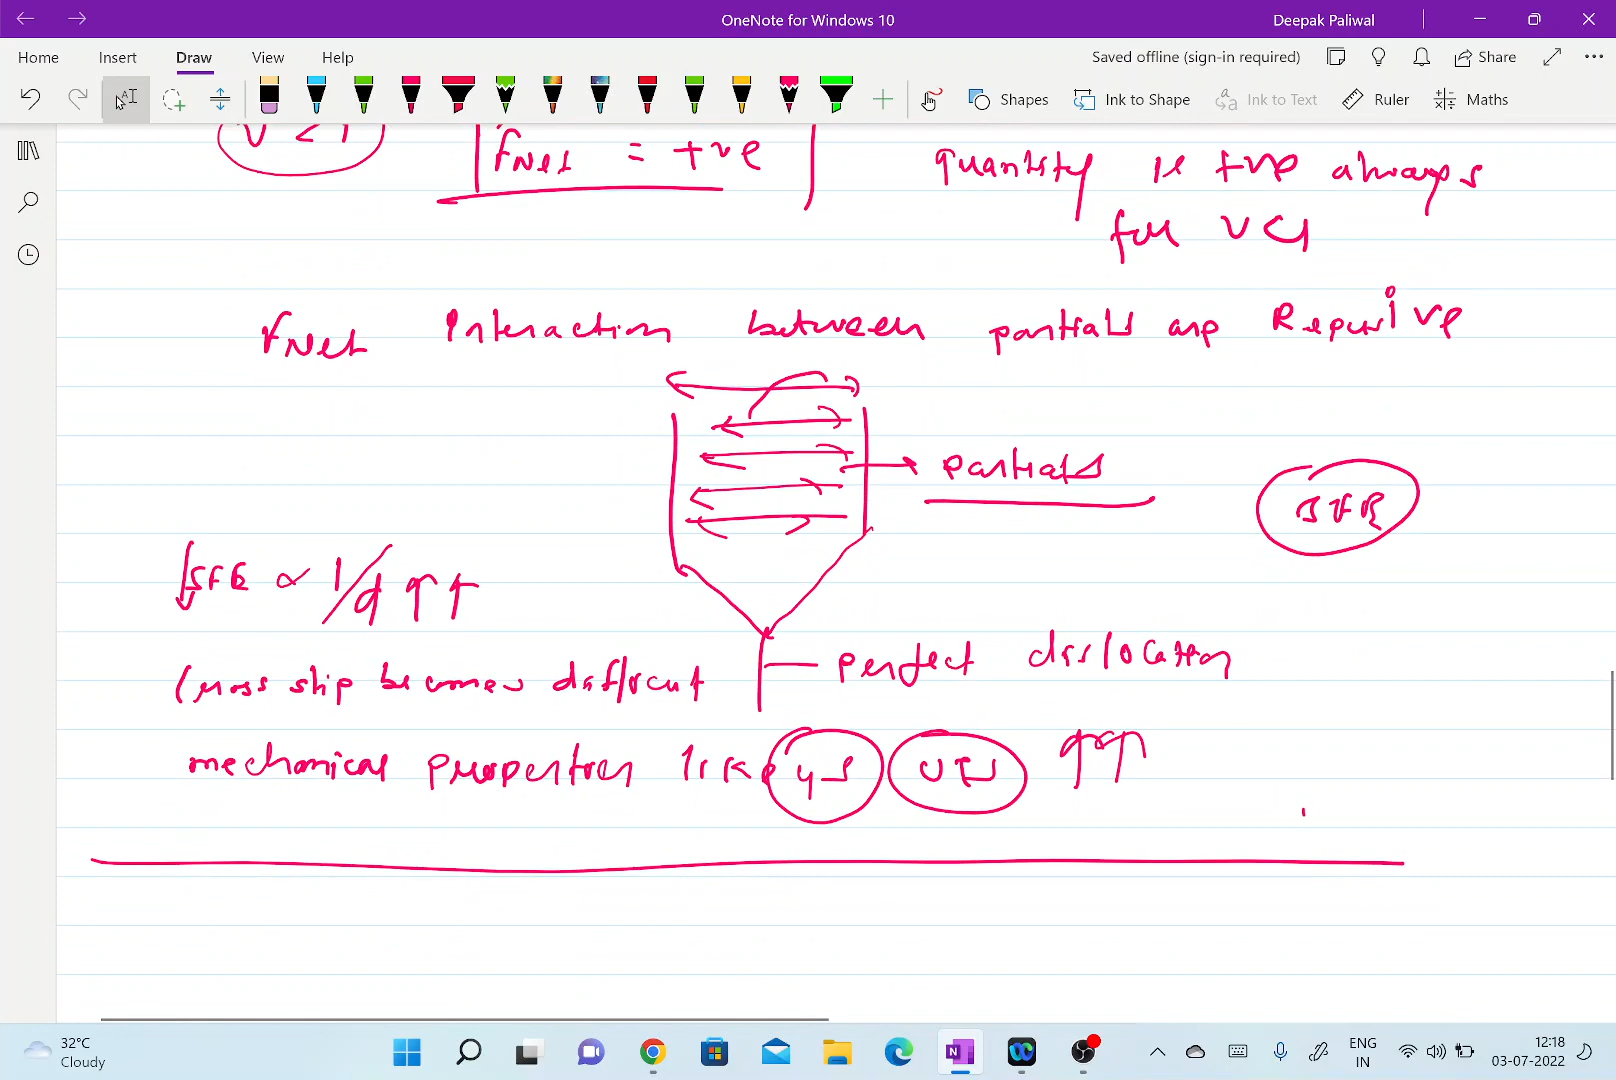 OneNote for Windows 10
Deepak Paliwal
Home Insert Draw View Help
Saved offline (sign-in required) Share
Shapes Ink to Shape Ink to Text Ruler Maths
ν < 1
FNet = +ve
quantity is +ve always
for ν<1
FNet Interaction between partials are Repulsive
partials
SFE
SFE ∝ 1/d ↑↑
perfect dislocation
Cross slip becomes difficult
mechanical properties like YS UTS ↑↑↑
32°C
Cloudy
ENG
IN
12:18
03-07-2022